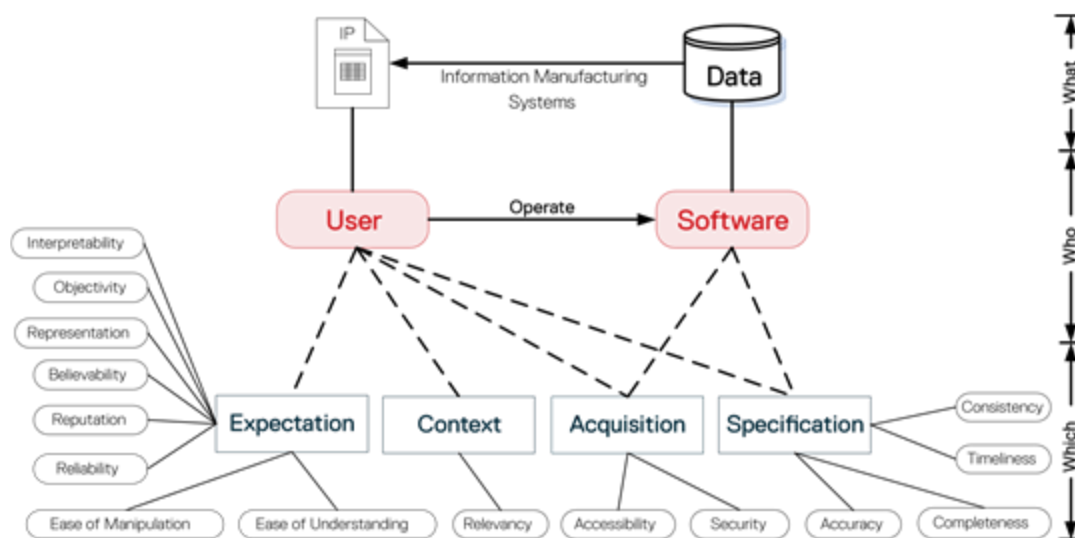 IP
Data
Information Manufacturing
Systems
What
User
Operate
Software
Who
Interpretability
Objectivity
Representation
Believability
Reputation
Reliability
Expectation
Context
Acquisition
Specification
Consistency
Timeliness
Which
Ease of Manipulation
Ease of Understanding
Relevancy
Accessibility
Security
Accuracy
Completeness